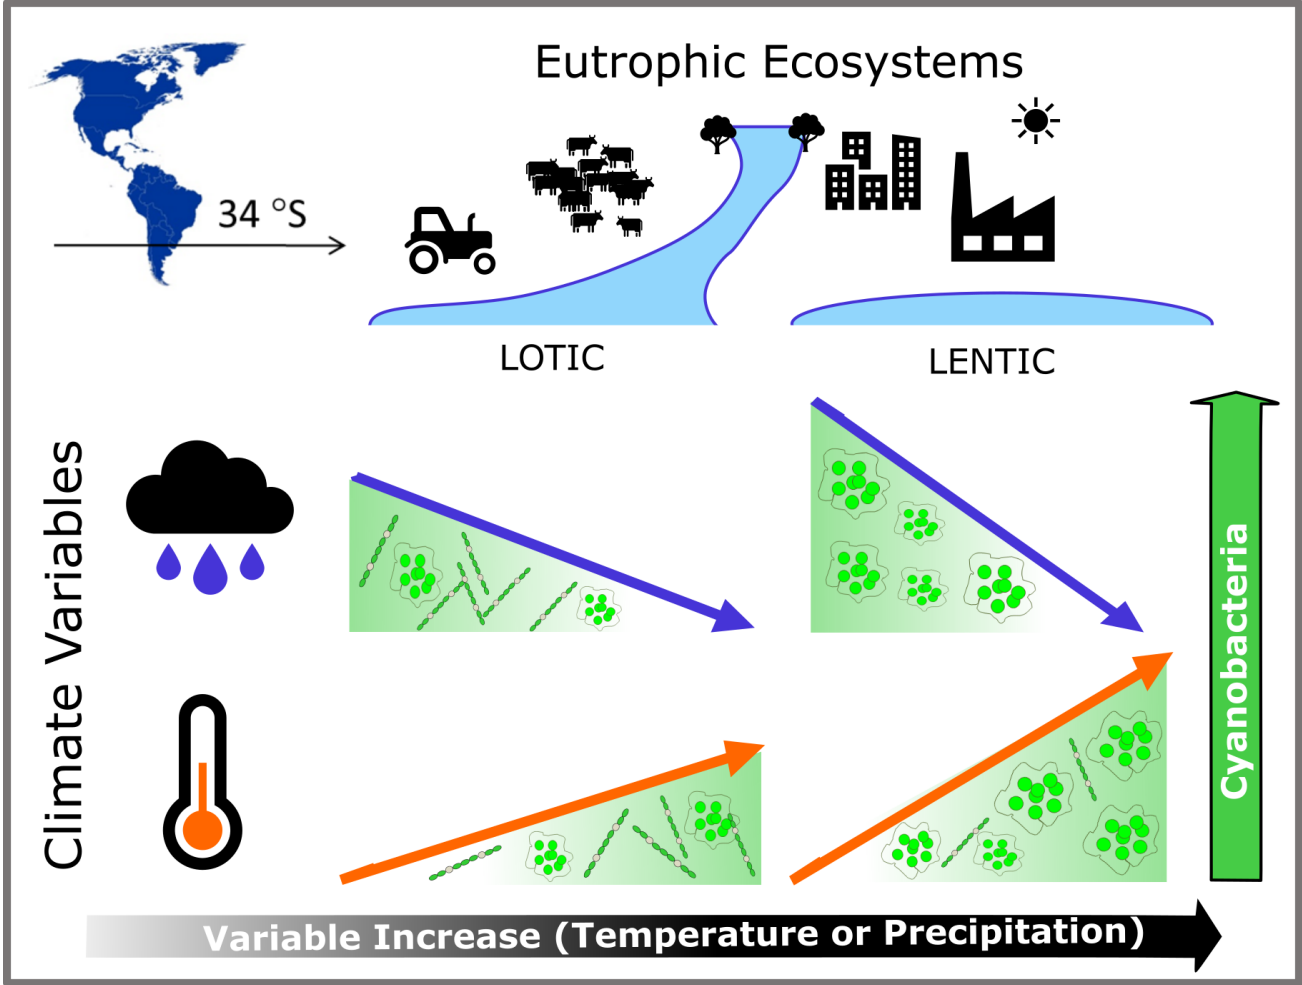 Eutrophic Ecosystems
34 °S
LOTIC
LENTIC
Climate Variables
Cyanobacteria
Variable Increase (Temperature or Precipitation)